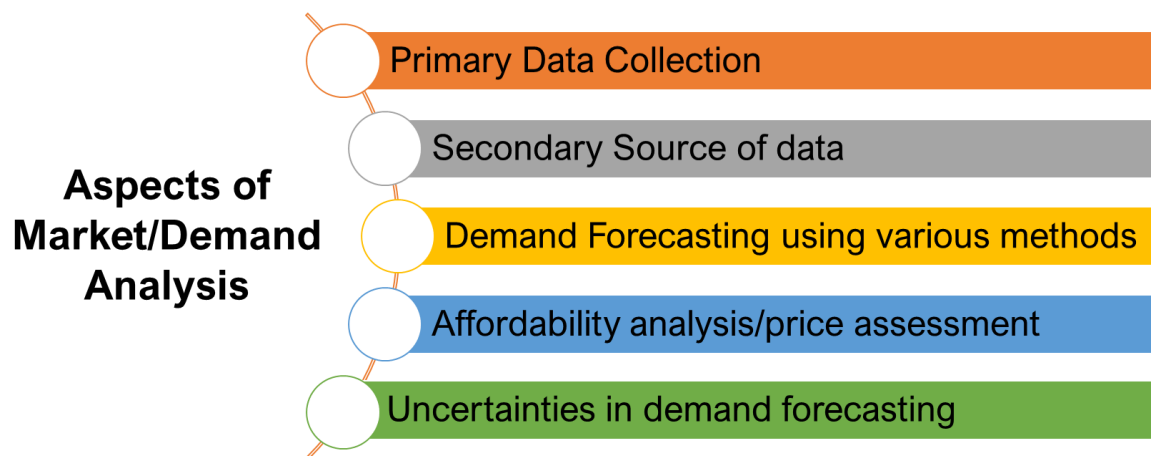 Aspects of
Market/Demand
Analysis
Primary Data Collection
Secondary Source of data
Demand Forecasting using various methods
Affordability analysis/price assessment
Uncertainties in demand forecasting